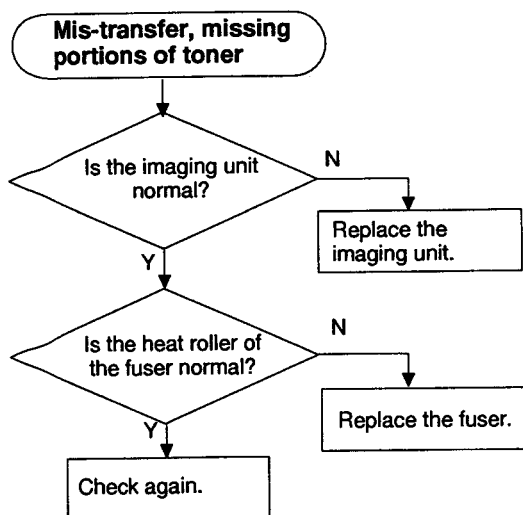 Mis-transfer, missing
portions of toner
Is the imaging unit
normal?
N
Replace the
imaging unit.
Y
Is the heat roller of
the fuser normal?
N
Replace the fuser.
Y
Check again.